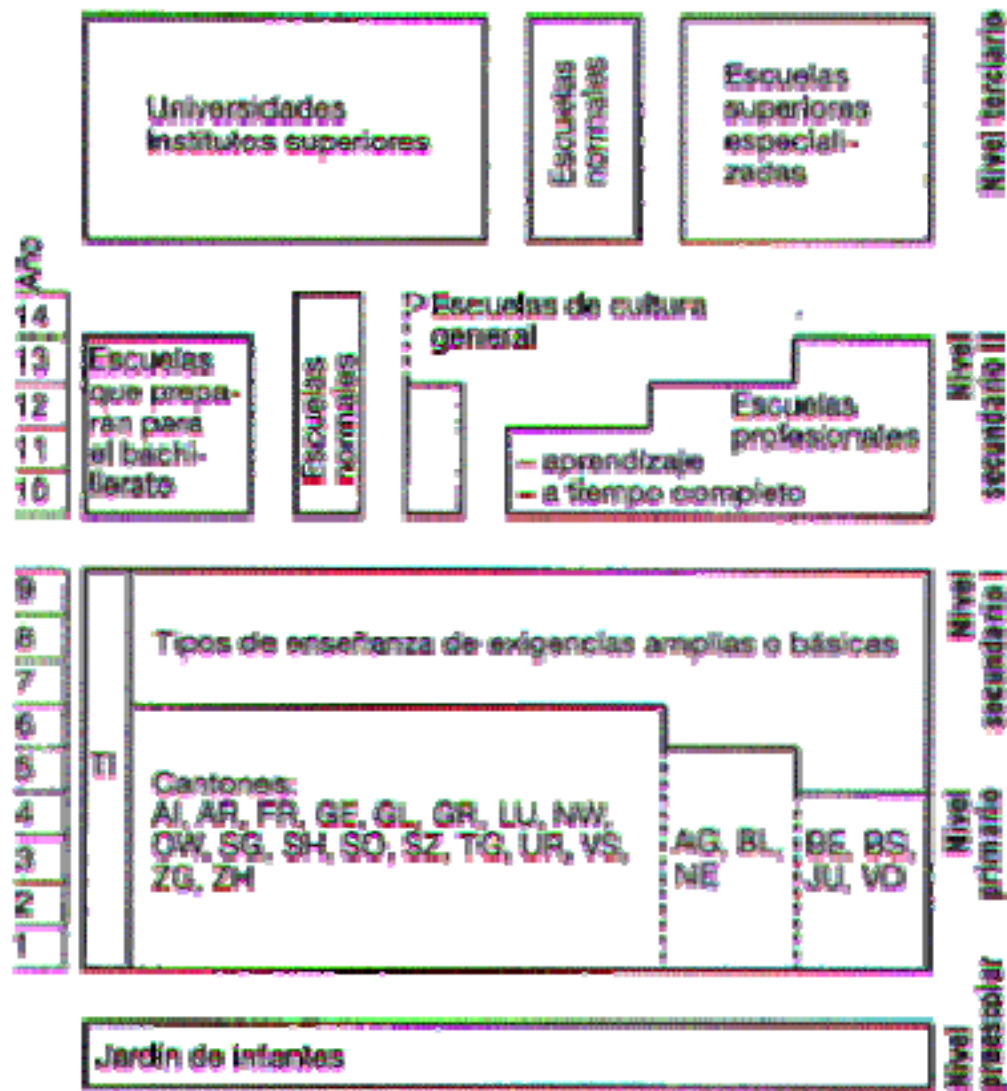 Universidades
Institutos superiores
Escuelas
normales
Escuelas
superiores
especiali-
zadas
Nivel terciario
Año
14
13
12
11
10
Escuelas
que prepa-
ran para
el bachi-
llerato
Escuelas
normales
Escuelas de cultura
general
Escuelas
profesionales
- aprendizaje
- a tiempo completo
Nivel
secundario II
9
8
7
6
5
4
3
2
1
TI
Tipos de enseñanza de exigencias amplias o básicas
Cantones:
AI, AR, FR, GE, GL, GR, LU, NW,
OW, SG, SH, SO, SZ, TG, UR, VS,
ZG, ZH
AG, BL,
NE
BE, BS,
JU, VD
Nivel
secundario I
Nivel
primario
Jardín de infantes
Nivel
preescolar